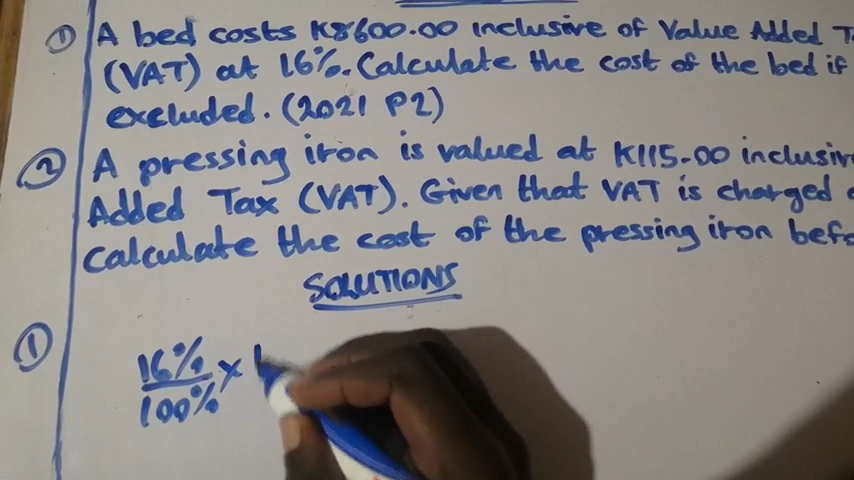 ① A bed costs K8600.00 inclusive of Value Added
(VAT) at 16%. Calculate the cost of the bed if
excluded. (2021 P2)
② A pressing iron is valued at K115.00
Added Tax (VAT). Given that VAT is charged
Calculate the cost of the pressing iron
SOLUTIONS
①
16% ×
100%